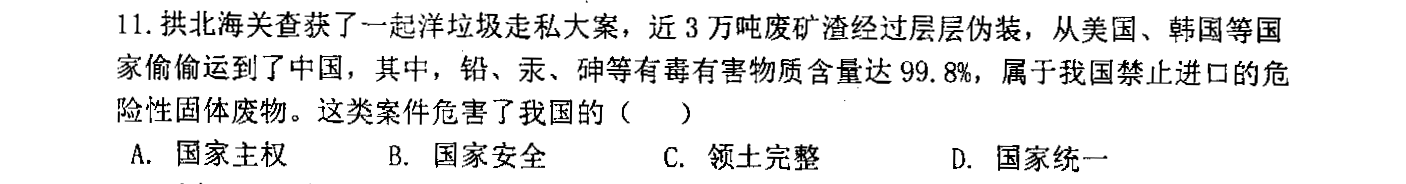 11. 拱北海关查获了一起洋垃圾走私大案，近 3 万吨废矿渣经过层层伪装，从美国、韩国等国
家偷偷运到了中国，其中，铅、汞、砷等有毒有害物质含量达 99.8%，属于我国禁止进口的危
险性固体废物。这类案件危害了我国的（　　）
A. 国家主权 B. 国家安全 C. 领土完整 D. 国家统一